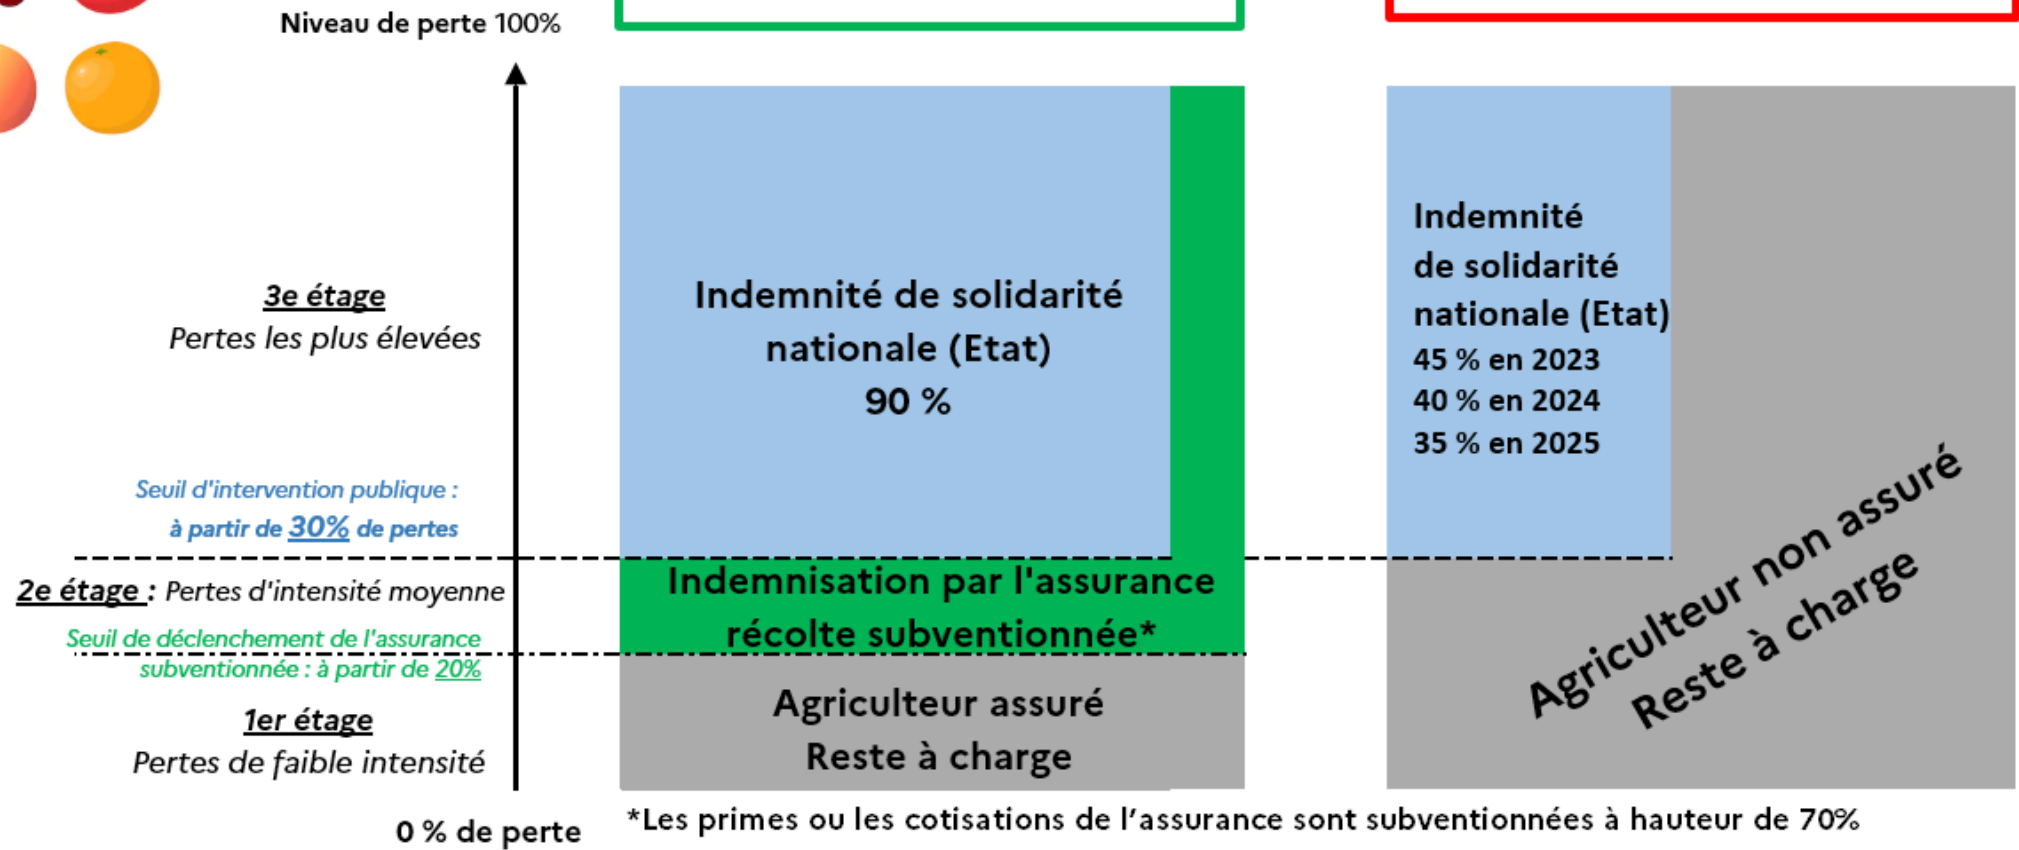 Niveau de perte 100%
3e étage
Pertes les plus élevées
Seuil d'intervention publique :
à partir de 30% de pertes
2e étage : Pertes d'intensité moyenne
Seuil de déclenchement de l'assurance
subventionnée : à partir de 20%
1er étage
Pertes de faible intensité
0 % de perte
Indemnité de solidarité
nationale (Etat)
90 %
Indemnisation par l'assurance
récolte subventionnée*
Agriculteur assuré
Reste à charge
Indemnité
de solidarité
nationale (Etat)
45 % en 2023
40 % en 2024
35 % en 2025
Agriculteur non assuré
Reste à charge
*Les primes ou les cotisations de l’assurance sont subventionnées à hauteur de 70%